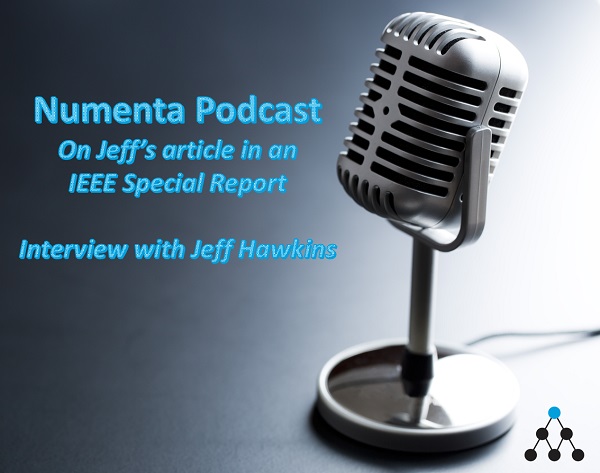 Numenta Podcast
On Jeff's article in an
IEEE Special Report
Interview with Jeff Hawkins